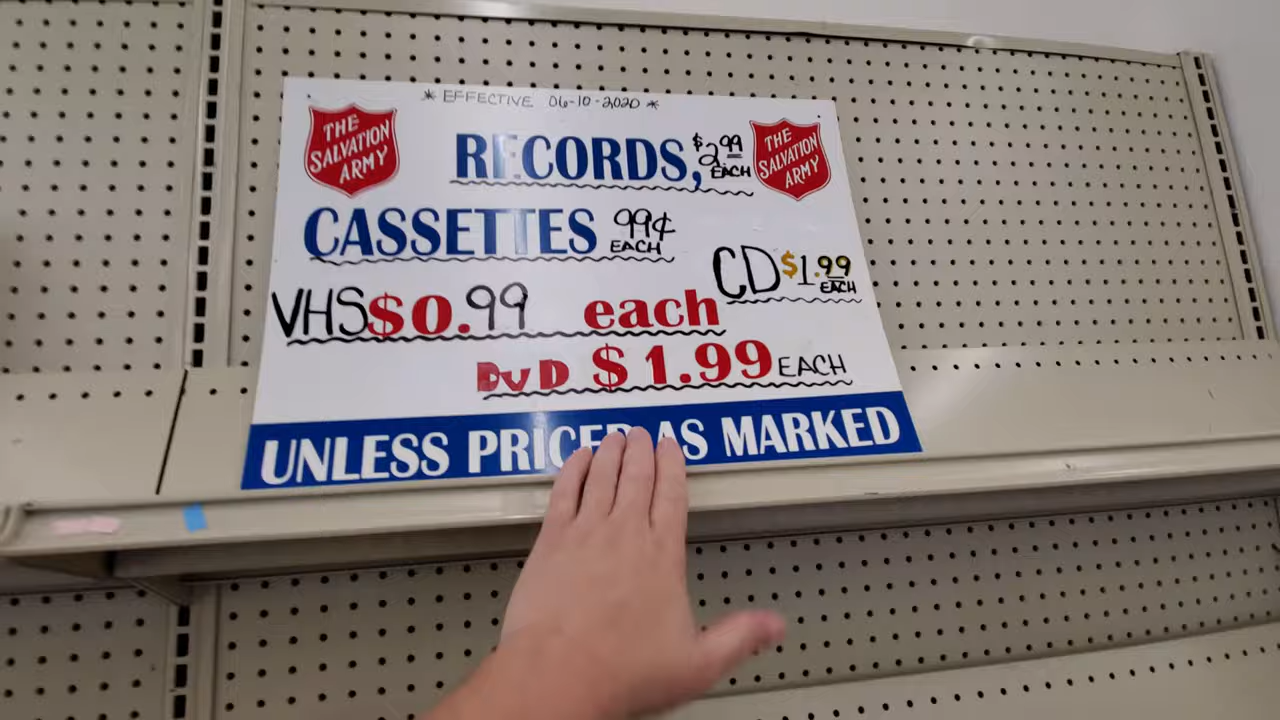 * EFFECTIVE 06-10-2020 *
THE
SALVATION
ARMY
RECORDS, $2.99
EACH
THE
SALVATION
ARMY
CASSETTES 99¢
EACH
CD $1.99
EACH
VHS $0.99 each
DVD $1.99 EACH
UNLESS PRICED AS MARKED